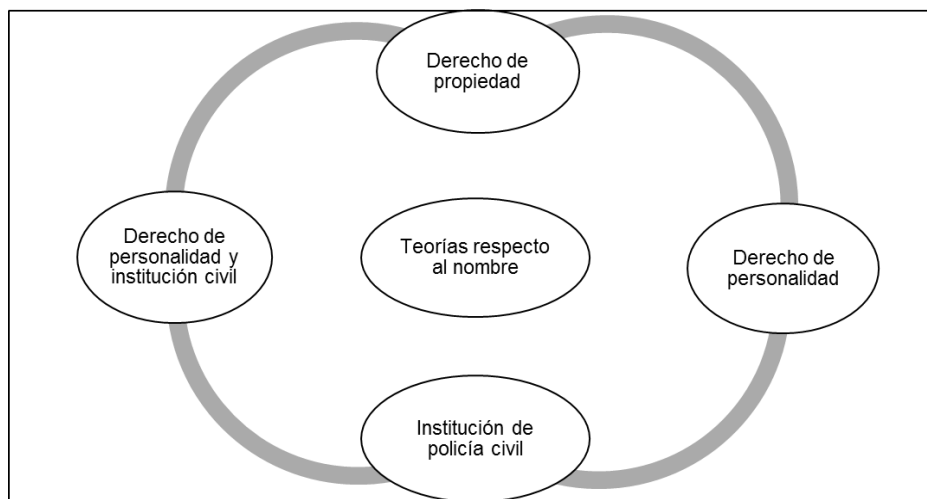 Derecho de
propiedad
Derecho de
personalidad y
institución civil
Teorías respecto
al nombre
Derecho de
personalidad
Institución de
policía civil